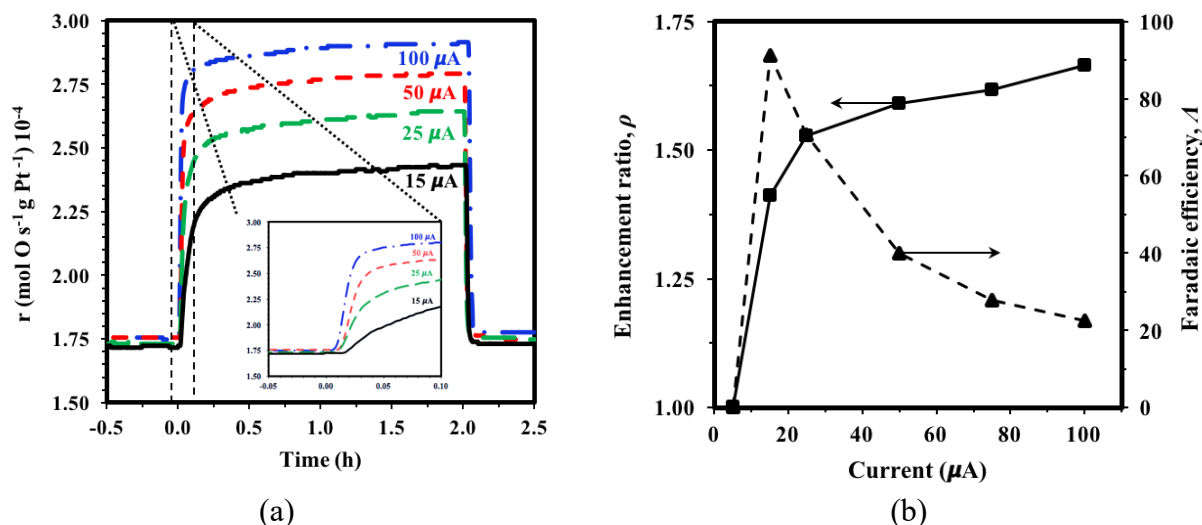 r (mol O s⁻¹ g Pt⁻¹) 10⁻⁴
3.00
2.75
2.50
2.25
2.00
1.75
1.50
100 μA
50 μA
25 μA
15 μA
3.00
2.75
2.50
2.25
2.00
1.75
1.50
100 μA
50 μA
25 μA
15 μA
-0.05 0.00 0.05 0.10
-0.5 0.0 0.5 1.0 1.5 2.0 2.5
Time (h)
(a)
Enhancement ratio, ρ
1.75
1.50
1.25
1.00
100
80
60
40
20
0
Faradaic efficiency, Λ
0 20 40 60 80 100
Current (μA)
(b)